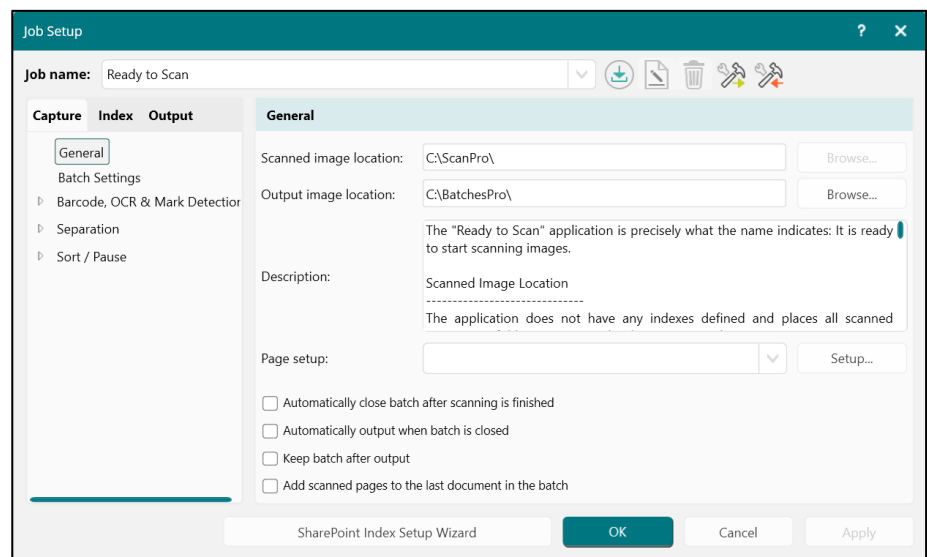 Job Setup
?
Job name: Ready to Scan
Capture Index Output
General
Batch Settings
Barcode, OCR & Mark Detection
Separation
Sort / Pause
General
Scanned image location: C:\ScanPro\ Browse...
Output image location: C:\BatchesPro\ Browse...
Description:
The "Ready to Scan" application is precisely what the name indicates: It is ready
to start scanning images.
Scanned Image Location
------------------------------
The application does not have any indexes defined and places all scanned
Page setup: Setup...
Automatically close batch after scanning is finished
Automatically output when batch is closed
Keep batch after output
Add scanned pages to the last document in the batch
SharePoint Index Setup Wizard OK Cancel Apply